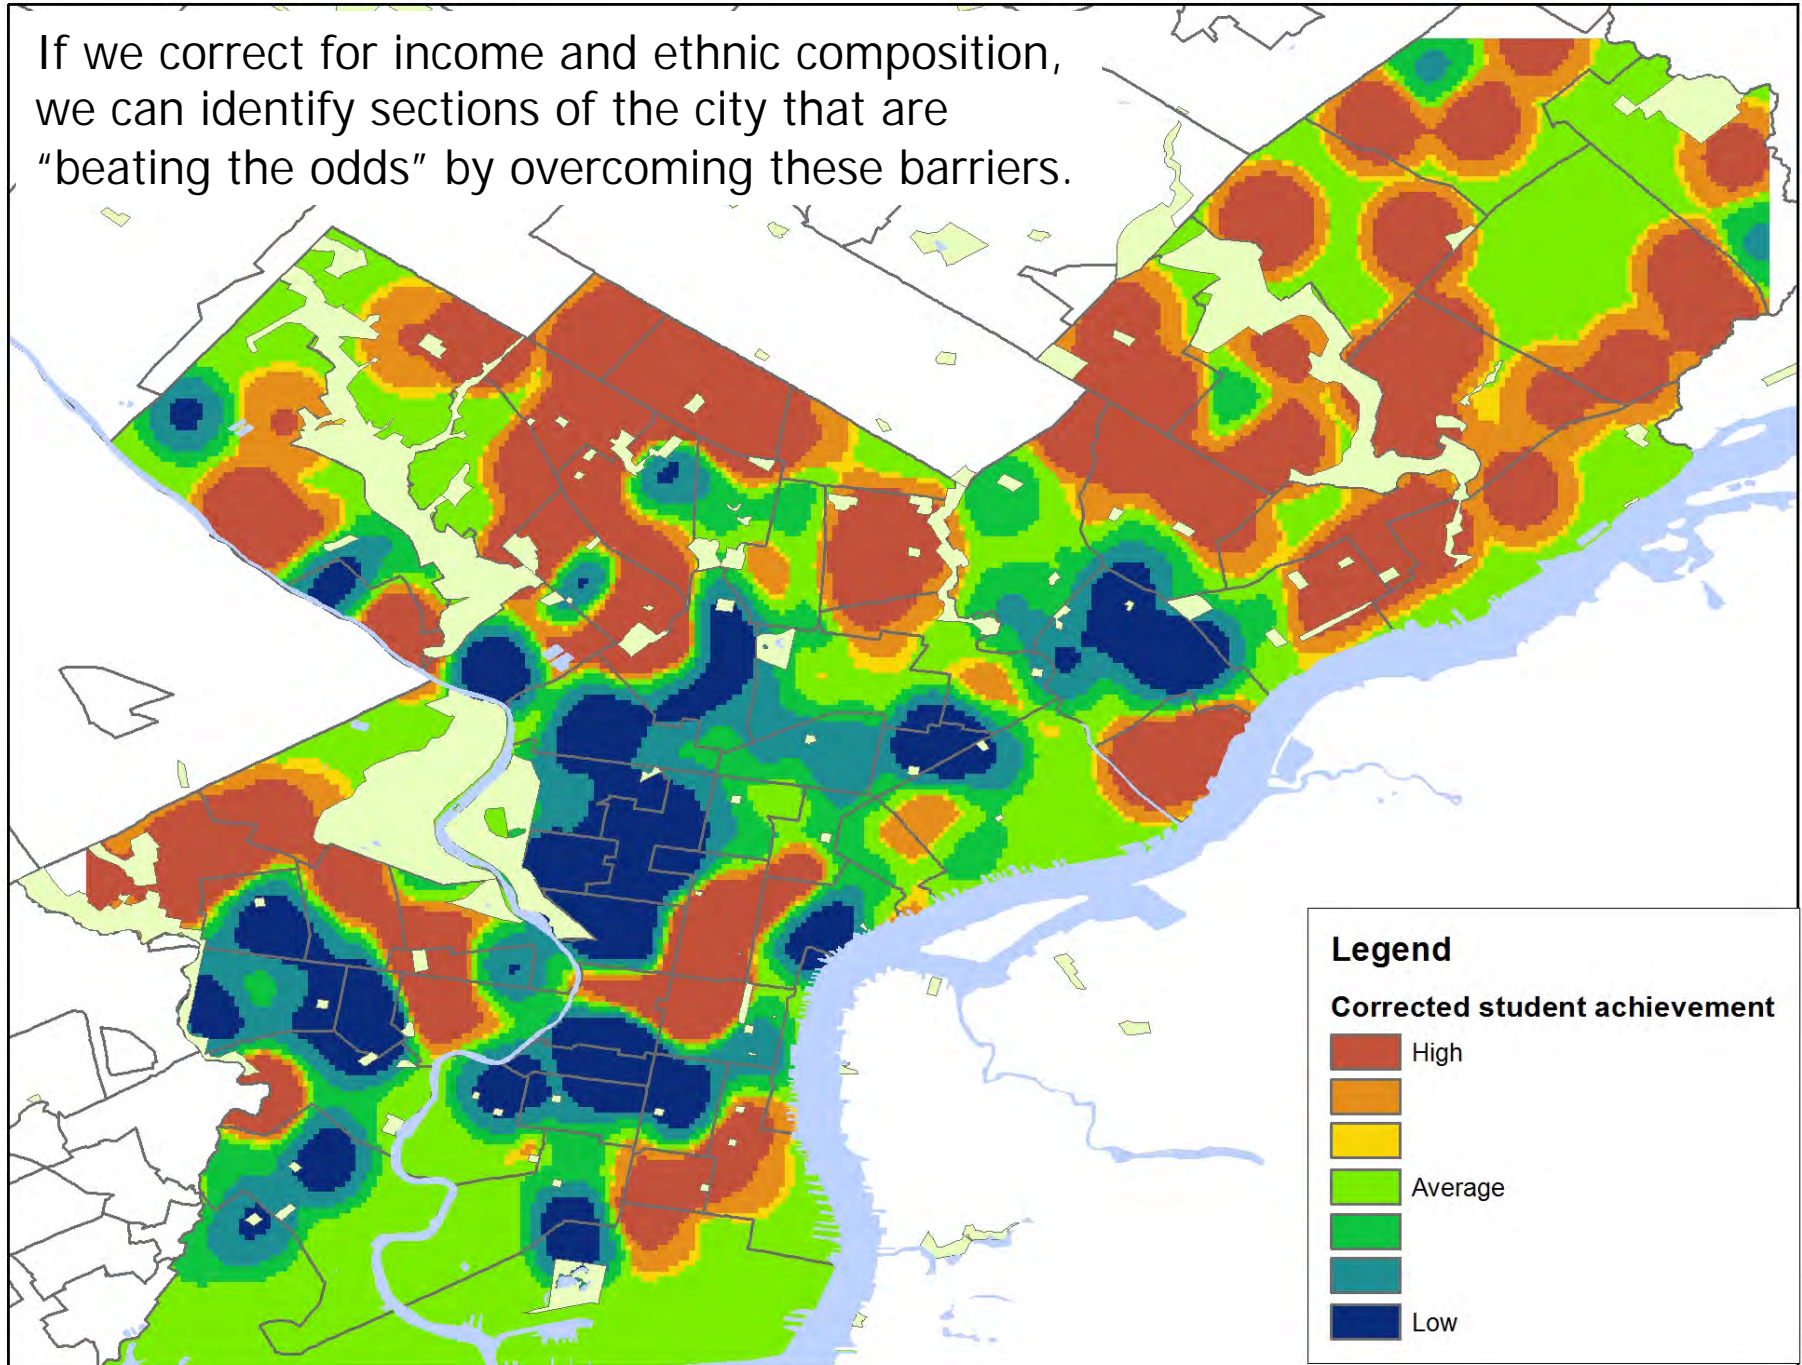 If we correct for income and ethnic composition,
we can identify sections of the city that are
“beating the odds” by overcoming these barriers.
Legend
Corrected student achievement
High
Average
Low